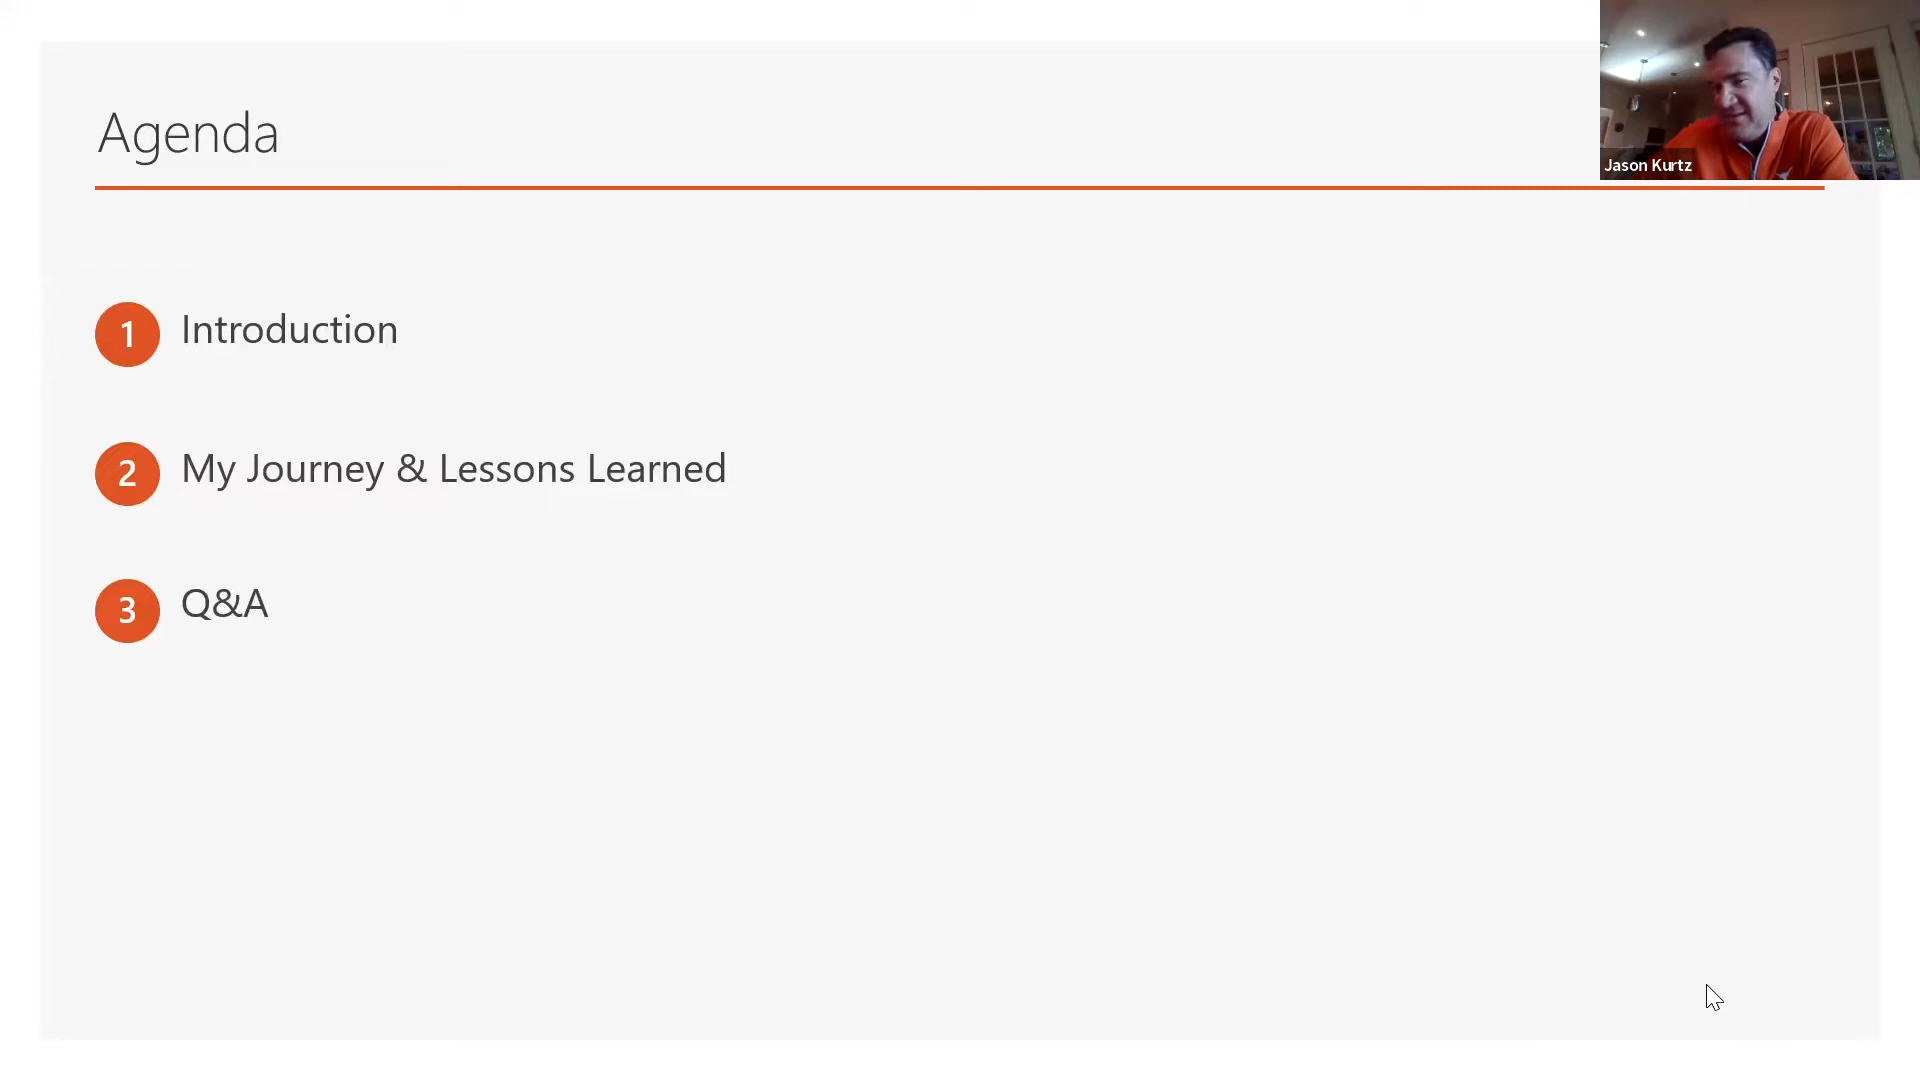 Agenda
Jason Kurtz
1 Introduction
2 My Journey & Lessons Learned
3 Q&A